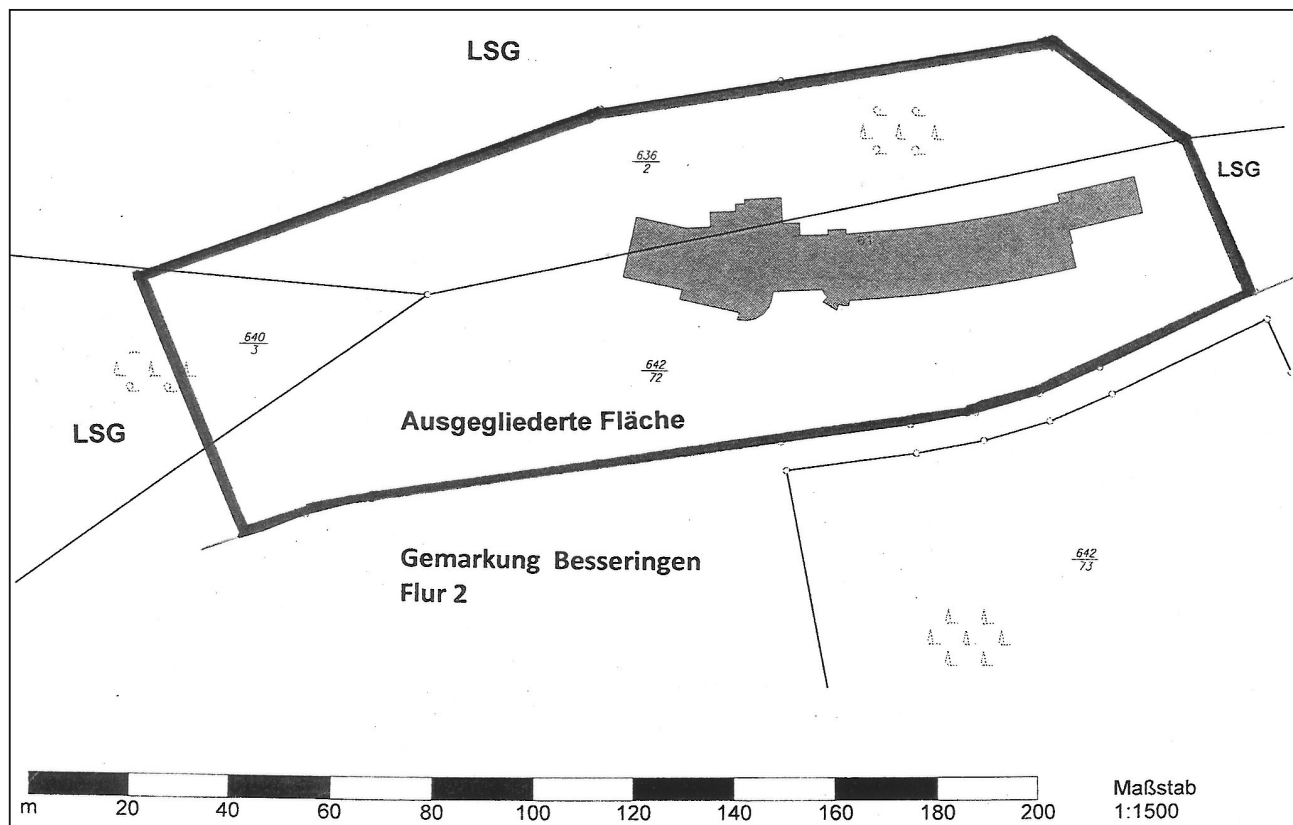 LSG
636
2
LSG
61
640
3
642
72
LSG
Ausgegliederte Fläche
Gemarkung Besseringen
Flur 2
642
73
m 20 40 60 80 100 120 140 160 180 200
Maßstab
1:1500